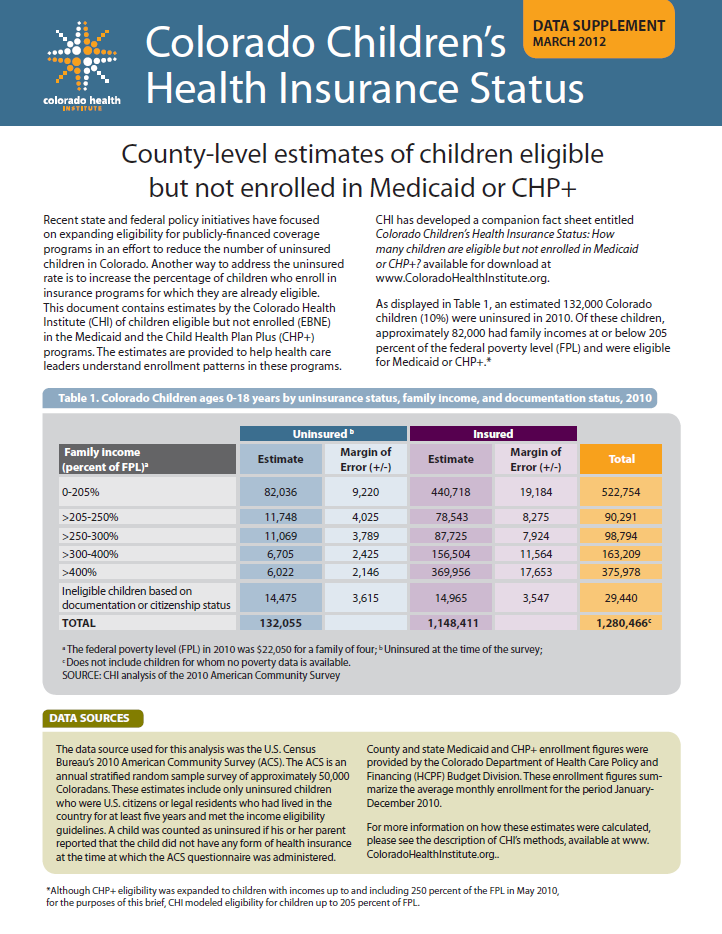 colorado health
INSTITUTE
Colorado Children's
Health Insurance Status
DATA SUPPLEMENT
MARCH 2012
County-level estimates of children eligible
but not enrolled in Medicaid or CHP+
Recent state and federal policy initiatives have focused
on expanding eligibility for publicly-financed coverage
programs in an effort to reduce the number of uninsured
children in Colorado. Another way to address the uninsured
rate is to increase the percentage of children who enroll in
insurance programs for which they are already eligible.
This document contains estimates by the Colorado Health
Institute (CHI) of children eligible but not enrolled (EBNE)
in the Medicaid and the Child Health Plan Plus (CHP+)
programs. The estimates are provided to help health care
leaders understand enrollment patterns in these programs.
CHI has developed a companion fact sheet entitled
Colorado Children's Health Insurance Status: How
many children are eligible but not enrolled in Medicaid
or CHP+? available for download at
www.ColoradoHealthInstitute.org.
As displayed in Table 1, an estimated 132,000 Colorado
children (10%) were uninsured in 2010. Of these children,
approximately 82,000 had family incomes at or below 205
percent of the federal poverty level (FPL) and were eligible
for Medicaid or CHP+.*
Table 1. Colorado Children ages 0-18 years by uninsurance status, family income, and documentation status, 2010
Uninsured b Insured
Family Income
(percent of FPL)a
Estimate
Margin of
Error (+/-)
Estimate
Margin of
Error (+/-)
Total
0-205% 82,036 9,220 440,718 19,184 522,754
>205-250% 11,748 4,025 78,543 8,275 90,291
>250-300% 11,069 3,789 87,725 7,924 98,794
>300-400% 6,705 2,425 156,504 11,564 163,209
>400% 6,022 2,146 369,956 17,653 375,978
Ineligible children based on
documentation or citizenship status 14,475 3,615 14,965 3,547 29,440
TOTAL 132,055 1,148,411 1,280,466c
a The federal poverty level (FPL) in 2010 was $22,050 for a family of four; b Uninsured at the time of the survey;
c Does not include children for whom no poverty data is available.
SOURCE: CHI analysis of the 2010 American Community Survey
DATA SOURCES
The data source used for this analysis was the U.S. Census
Bureau's 2010 American Community Survey (ACS). The ACS is an
annual stratified random sample survey of approximately 50,000
Coloradans. These estimates include only uninsured children
who were U.S. citizens or legal residents who had lived in the
country for at least five years and met the income eligibility
guidelines. A child was counted as uninsured if his or her parent
reported that the child did not have any form of health insurance
at the time at which the ACS questionnaire was administered.
County and state Medicaid and CHP+ enrollment figures were
provided by the Colorado Department of Health Care Policy and
Financing (HCPF) Budget Division. These enrollment figures sum-
marize the average monthly enrollment for the period January-
December 2010.
For more information on how these estimates were calculated,
please see the description of CHI's methods, available at www.
ColoradoHealthInstitute.org..
*Although CHP+ eligibility was expanded to children with incomes up to and including 250 percent of the FPL in May 2010,
for the purposes of this brief, CHI modeled eligibility for children up to 205 percent of FPL.